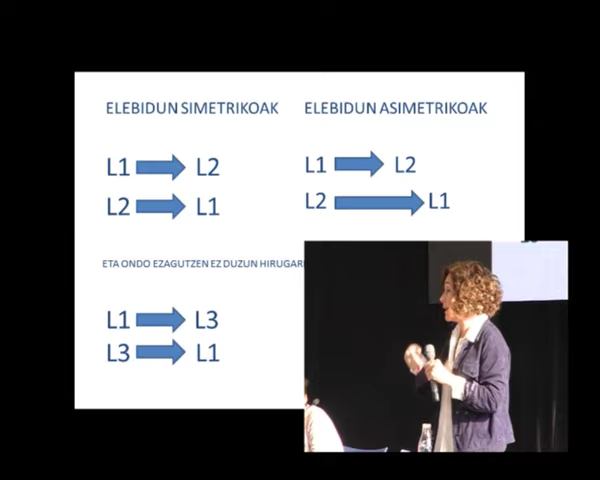 ELEBIDUN SIMETRIKOAK
L1 L2
L2 L1
ELEBIDUN ASIMETRIKOAK
L1 L2
L2 L1
ETA ONDO EZAGUTZEN EZ DUZUN
L1 L3
L3 L1